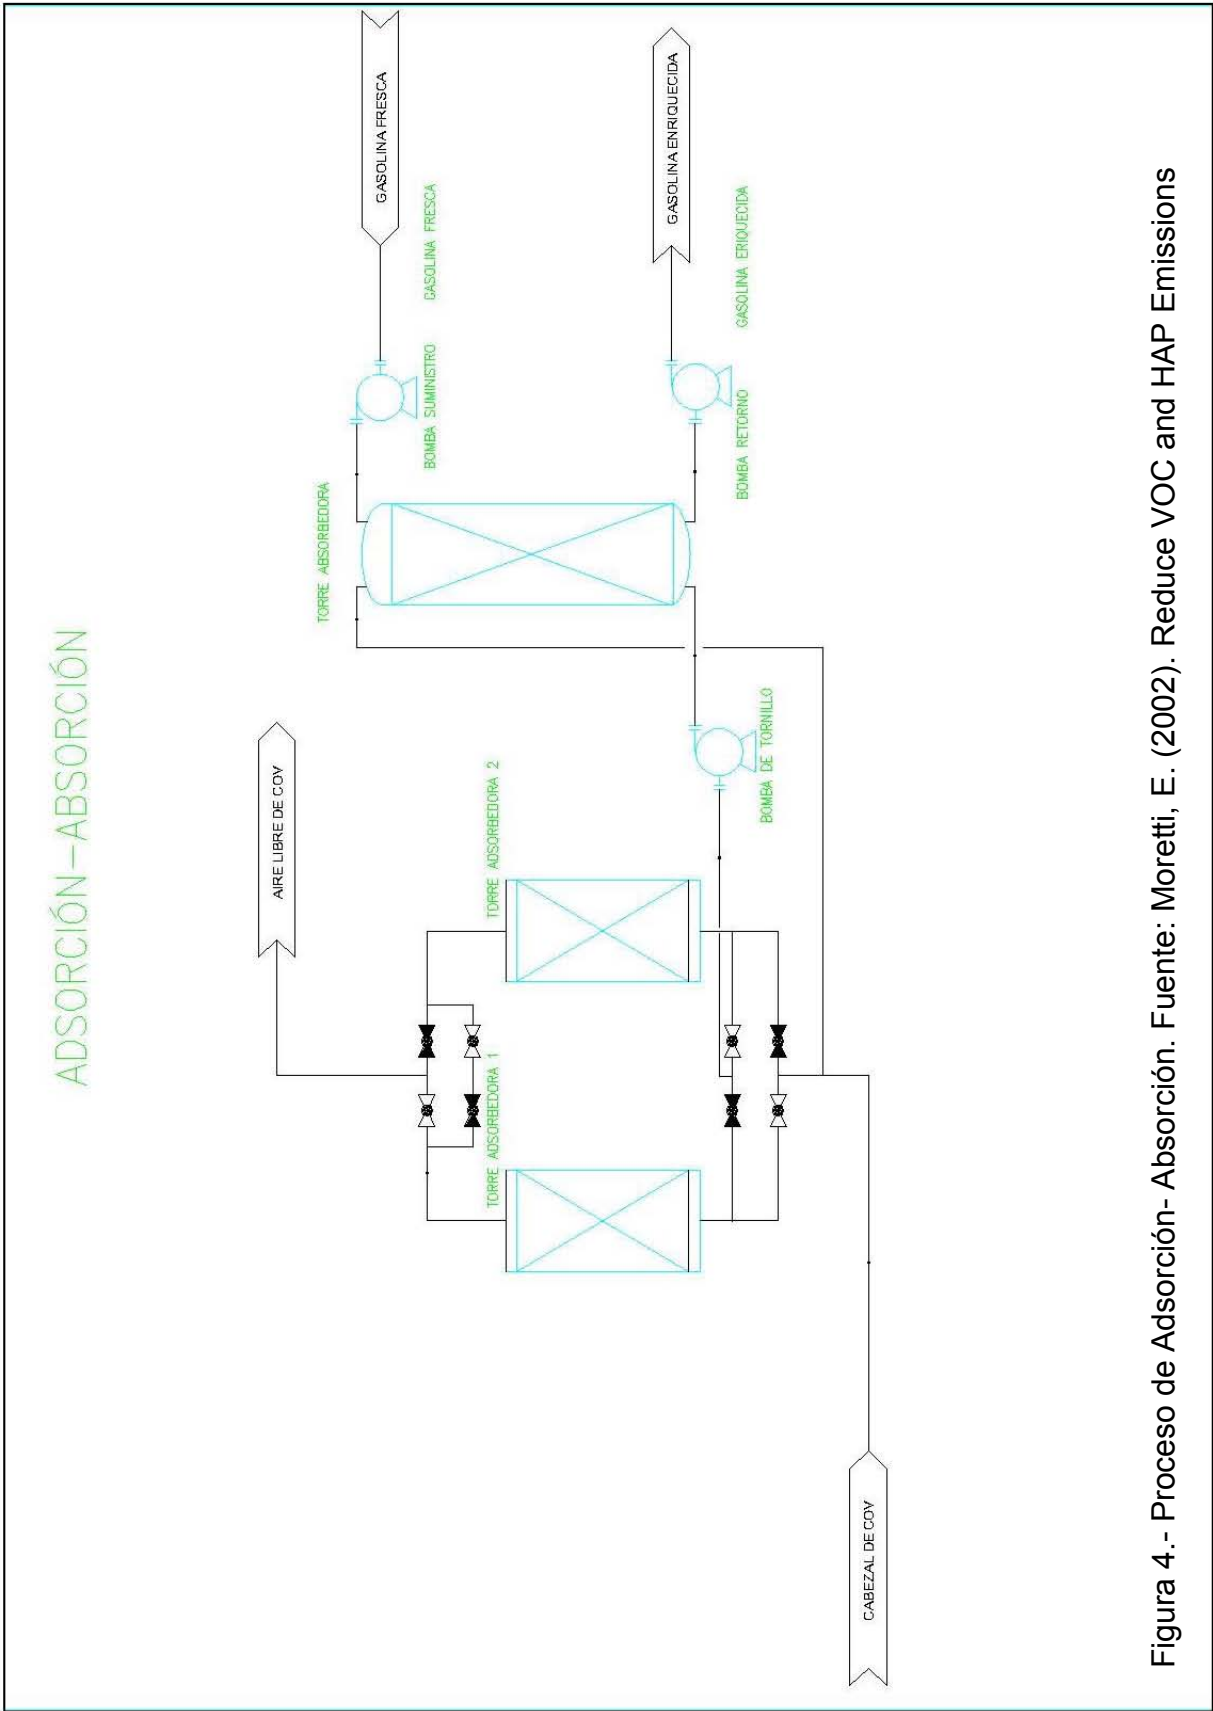 ADSORCIÓN-ABSORCIÓN
AIRE LIBRE DE COV
GASOLINA FRESCA
TORRE ABSORBEDORA
BOMBA SUMINISTRO
GASOLINA FRESCA
TORRE ADSORBEDORA 1
TORRE ADSORBEDORA 2
GASOLINA ENRIQUECIDA
BOMBA RETORNO
GASOLINA ERIQUECIDA
BOMBA DE TORNILLO
CABEZAL DE COV
Figura 4.- Proceso de Adsorción- Absorción. Fuente: Moretti, E. (2002). Reduce VOC and HAP Emissions